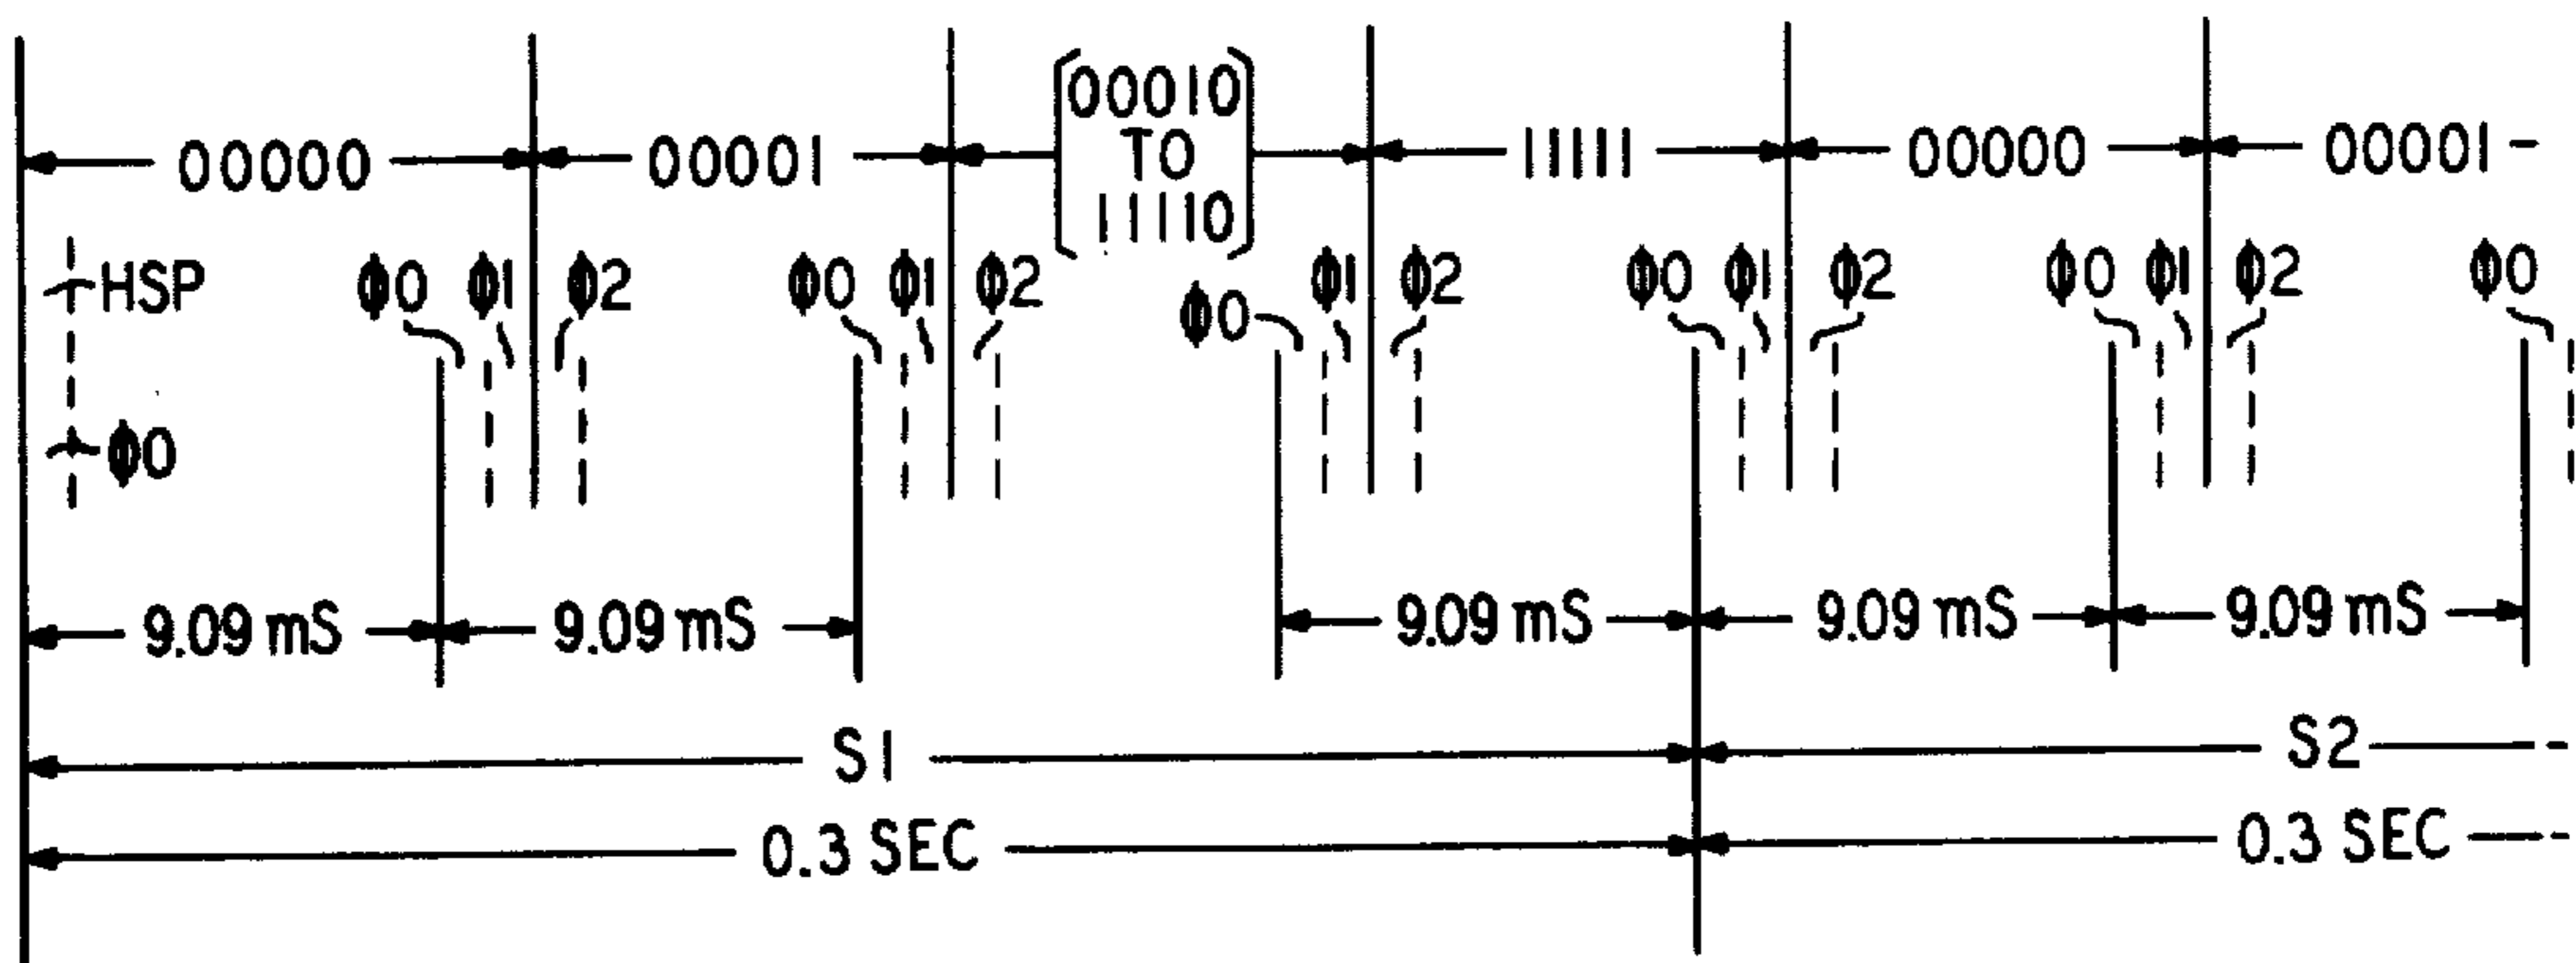 00000 00001 00010 TO 11110 11111 00000 00001-
HSP
ϕ0 ϕ1 ϕ2 ϕ0 ϕ1 ϕ2 ϕ0 ϕ1 ϕ2 ϕ0 ϕ1 ϕ2 ϕ0 ϕ1 ϕ2 ϕ0
ϕ0
9.09 mS 9.09 mS 9.09 mS 9.09 mS 9.09 mS
S1 S2
0.3 SEC 0.3 SEC